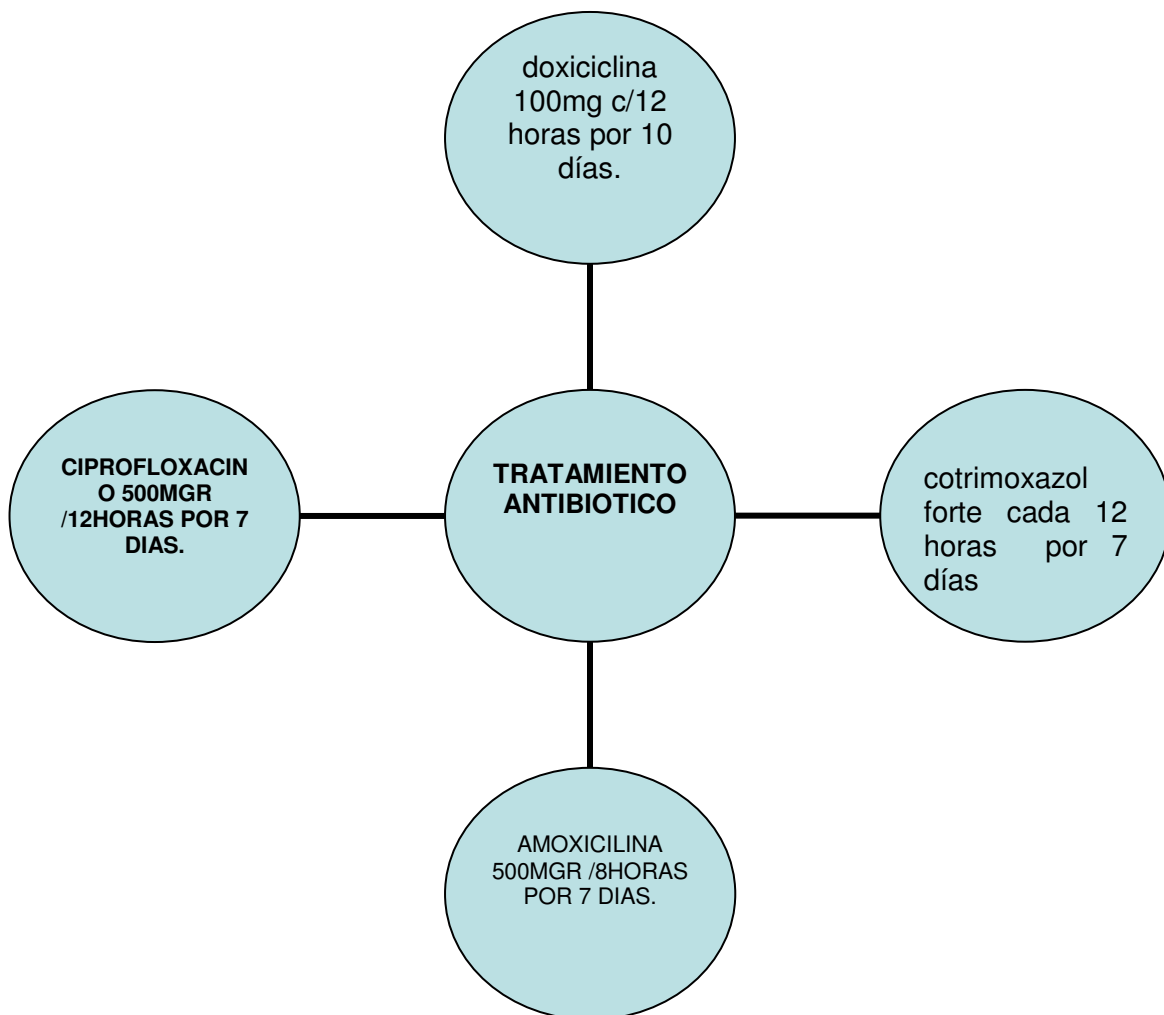 doxiciclina
100mg c/12
horas por 10
días.
CIPROFLOXACIN
O 500MGR
/12HORAS POR 7
DIAS.
TRATAMIENTO
ANTIBIOTICO
cotrimoxazol
forte cada 12
horas por 7
días
AMOXICILINA
500MGR /8HORAS
POR 7 DIAS.